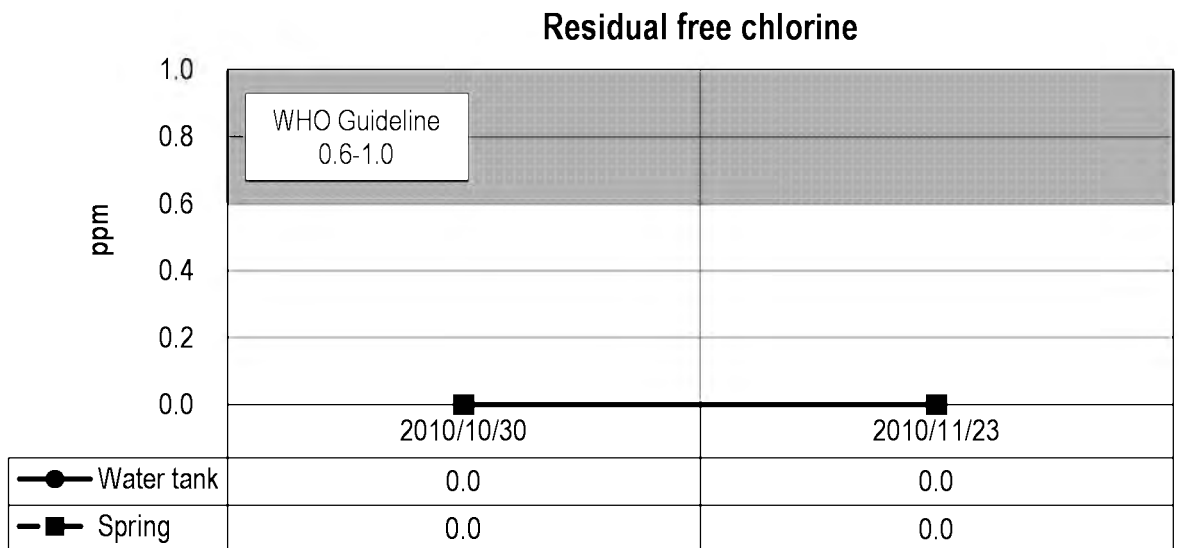 Residual free chlorine
1.0
WHO Guideline
0.6-1.0
0.8
0.6
ppm
0.4
0.2
0.0
2010/10/30 2010/11/23
Water tank 0.0 0.0
Spring 0.0 0.0